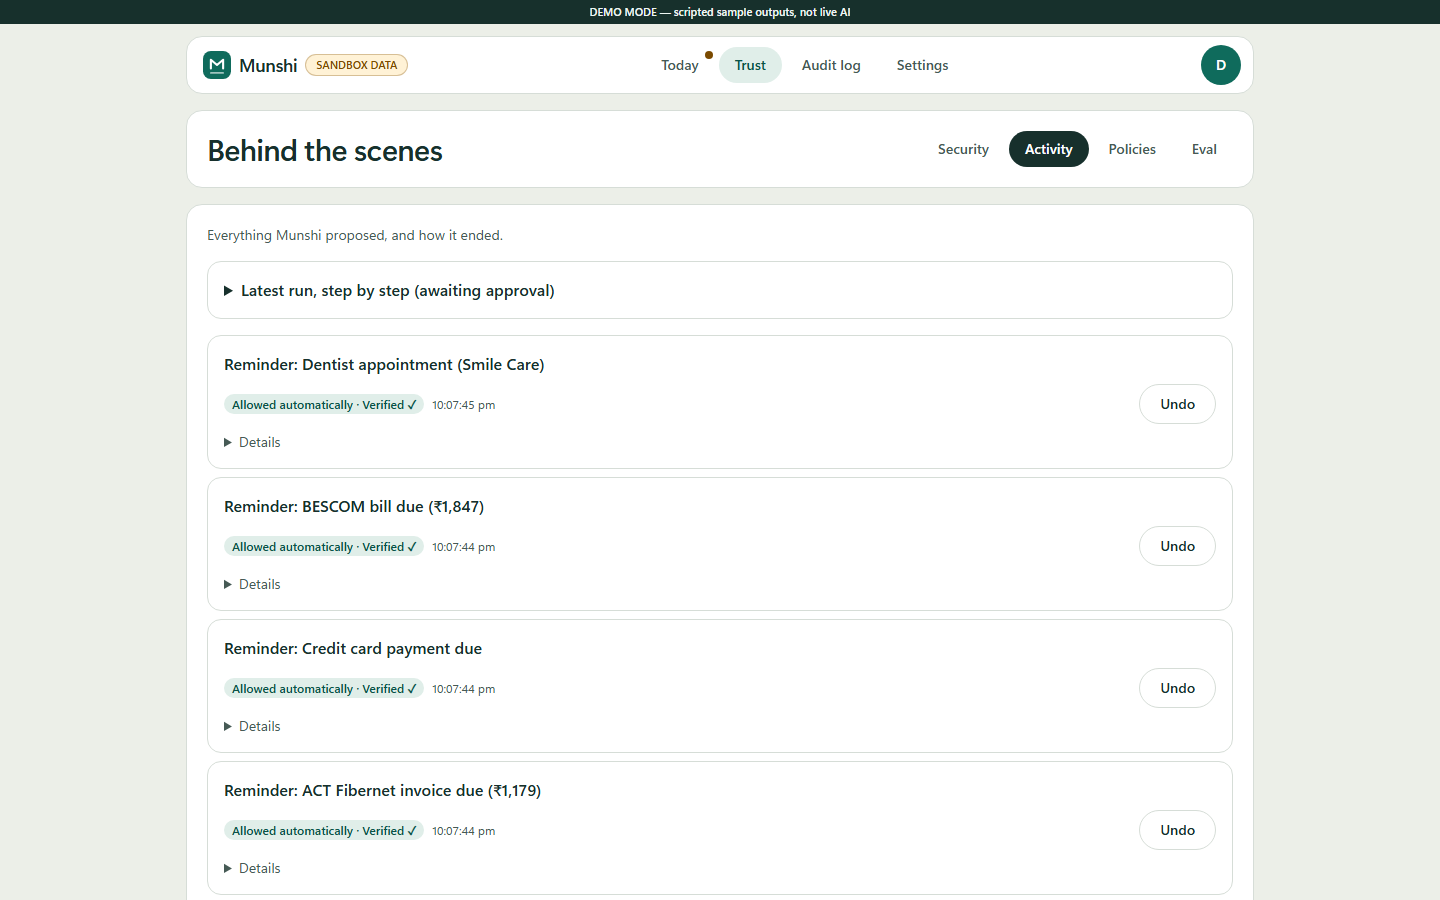 DEMO MODE — scripted sample outputs, not live AI
Munshi SANDBOX DATA Today Trust Audit log Settings D
Behind the scenes Security Activity Policies Eval
Everything Munshi proposed, and how it ended.
Latest run, step by step (awaiting approval)
Reminder: Dentist appointment (Smile Care)
Allowed automatically · Verified ✓ 10:07:45 pm Undo
Details
Reminder: BESCOM bill due (₹1,847)
Allowed automatically · Verified ✓ 10:07:44 pm Undo
Details
Reminder: Credit card payment due
Allowed automatically · Verified ✓ 10:07:44 pm Undo
Details
Reminder: ACT Fibernet invoice due (₹1,179)
Allowed automatically · Verified ✓ 10:07:44 pm Undo
Details